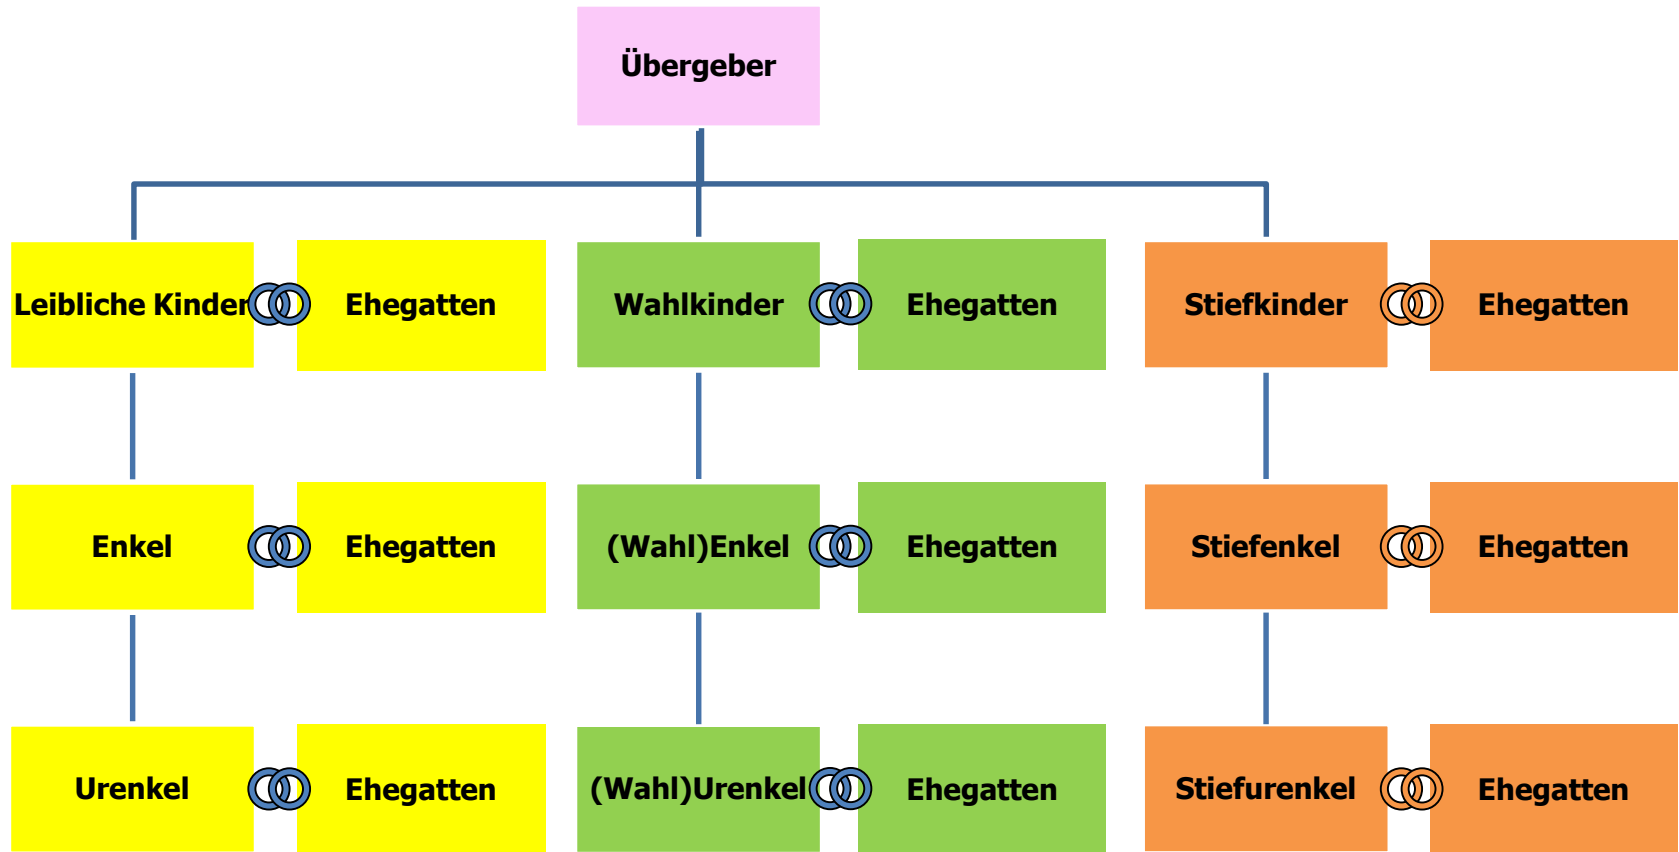 Übergeber
Leibliche Kinder
Ehegatten
Wahlkinder
Ehegatten
Stiefkinder
Ehegatten
Enkel
Ehegatten
(Wahl)Enkel
Ehegatten
Stiefenkel
Ehegatten
Urenkel
Ehegatten
(Wahl)Urenkel
Ehegatten
Stiefurenkel
Ehegatten